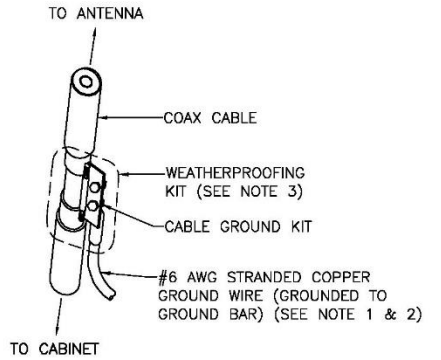 TO ANTENNA
COAX CABLE
WEATHERPROOFING
KIT (SEE NOTE 3)
CABLE GROUND KIT
#6 AWG STRANDED COPPER
GROUND WIRE (GROUNDED TO
GROUND BAR) (SEE NOTE 1 & 2)
TO CABINET